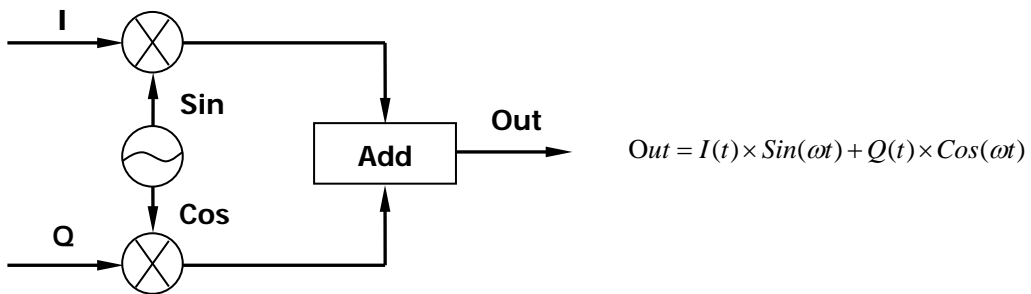 I
Sin
Out
Add
Out = I(t) × Sin(ωt) + Q(t) × Cos(ωt)
Cos
Q